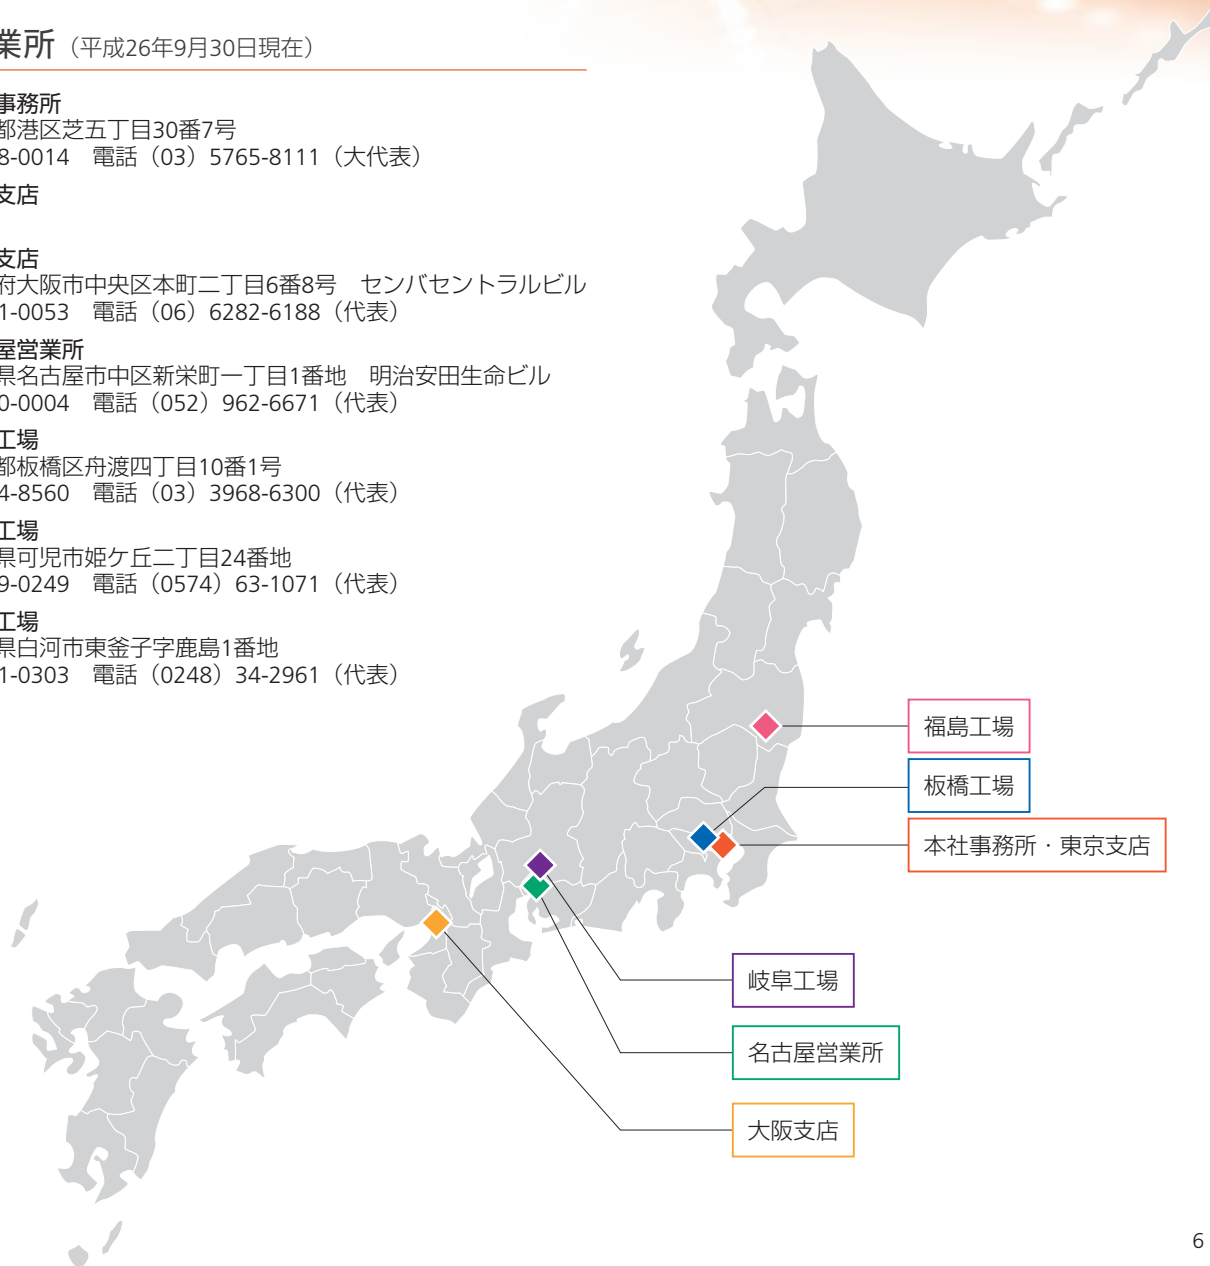 業所（平成26年9月30日現在）
事務所
都港区芝五丁目30番7号
8-0014　電話（03）5765-8111（大代表）
支店
支店
府大阪市中央区本町二丁目6番8号　センバセントラルビル
1-0053　電話（06）6282-6188（代表）
屋営業所
県名古屋市中区新栄町一丁目1番地　明治安田生命ビル
0-0004　電話（052）962-6671（代表）
工場
都板橋区舟渡四丁目10番1号
4-8560　電話（03）3968-6300（代表）
工場
県可児市姫ケ丘二丁目24番地
9-0249　電話（0574）63-1071（代表）
工場
県白河市東釜子字鹿島1番地
1-0303　電話（0248）34-2961（代表）
福島工場
板橋工場
本社事務所・東京支店
岐阜工場
名古屋営業所
大阪支店
6